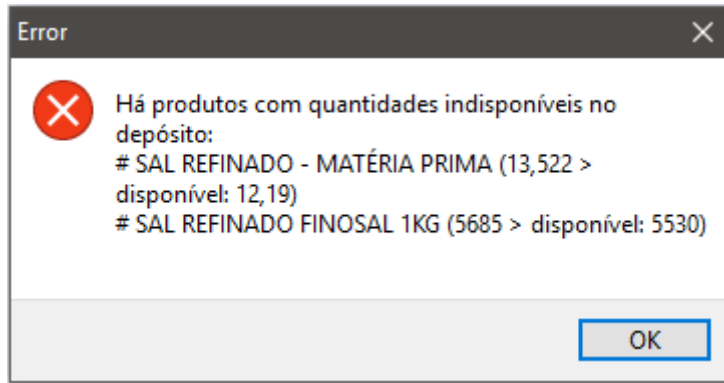 Error
Há produtos com quantidades indisponíveis no
depósito:
# SAL REFINADO - MATÉRIA PRIMA (13,522 >
disponível: 12,19)
# SAL REFINADO FINOSAL 1KG (5685 > disponível: 5530)
OK